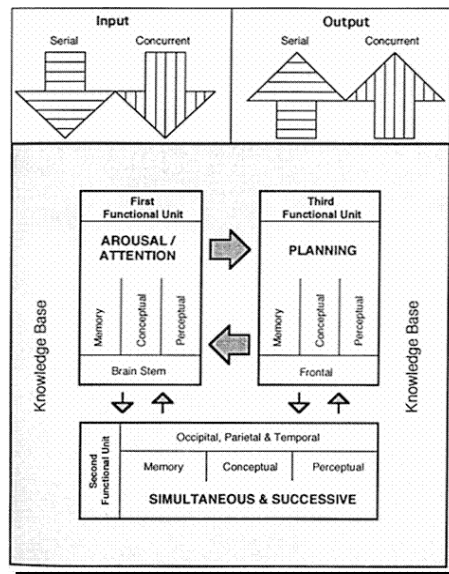 Input
Serial
Concurrent
Output
Serial
Concurrent
Knowledge Base
First
Functional Unit
AROUSAL /
ATTENTION
Memory
Conceptual
Perceptual
Brain Stem
Third
Functional Unit
PLANNING
Memory
Conceptual
Perceptual
Frontal
Knowledge Base
Second
Functional Unit
Occipital, Parietal & Temporal
Memory
Conceptual
Perceptual
SIMULTANEOUS & SUCCESSIVE